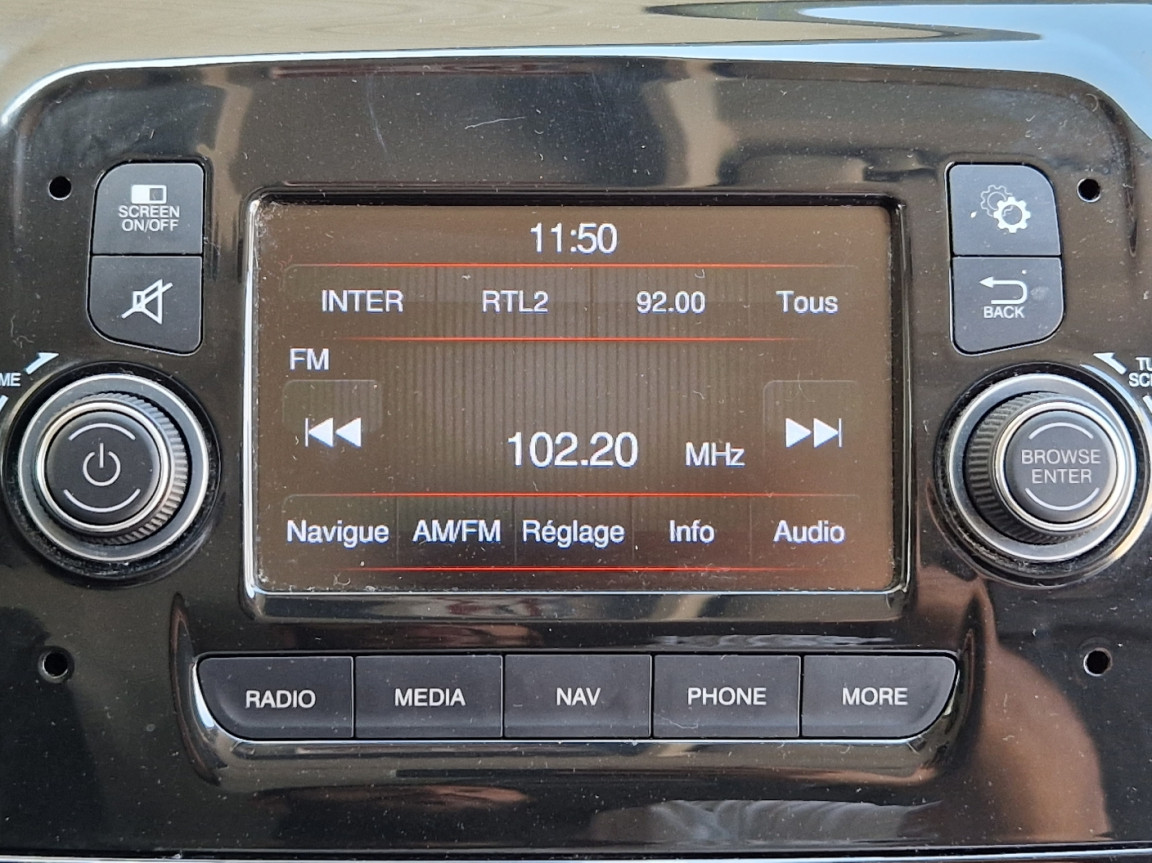 SCREEN
ON/OFF
11:50
INTER RTL2 92.00 Tous
FM
102.20 MHz
Navigue AM/FM Réglage Info Audio
BACK
BROWSE
ENTER
RADIO MEDIA NAV PHONE MORE